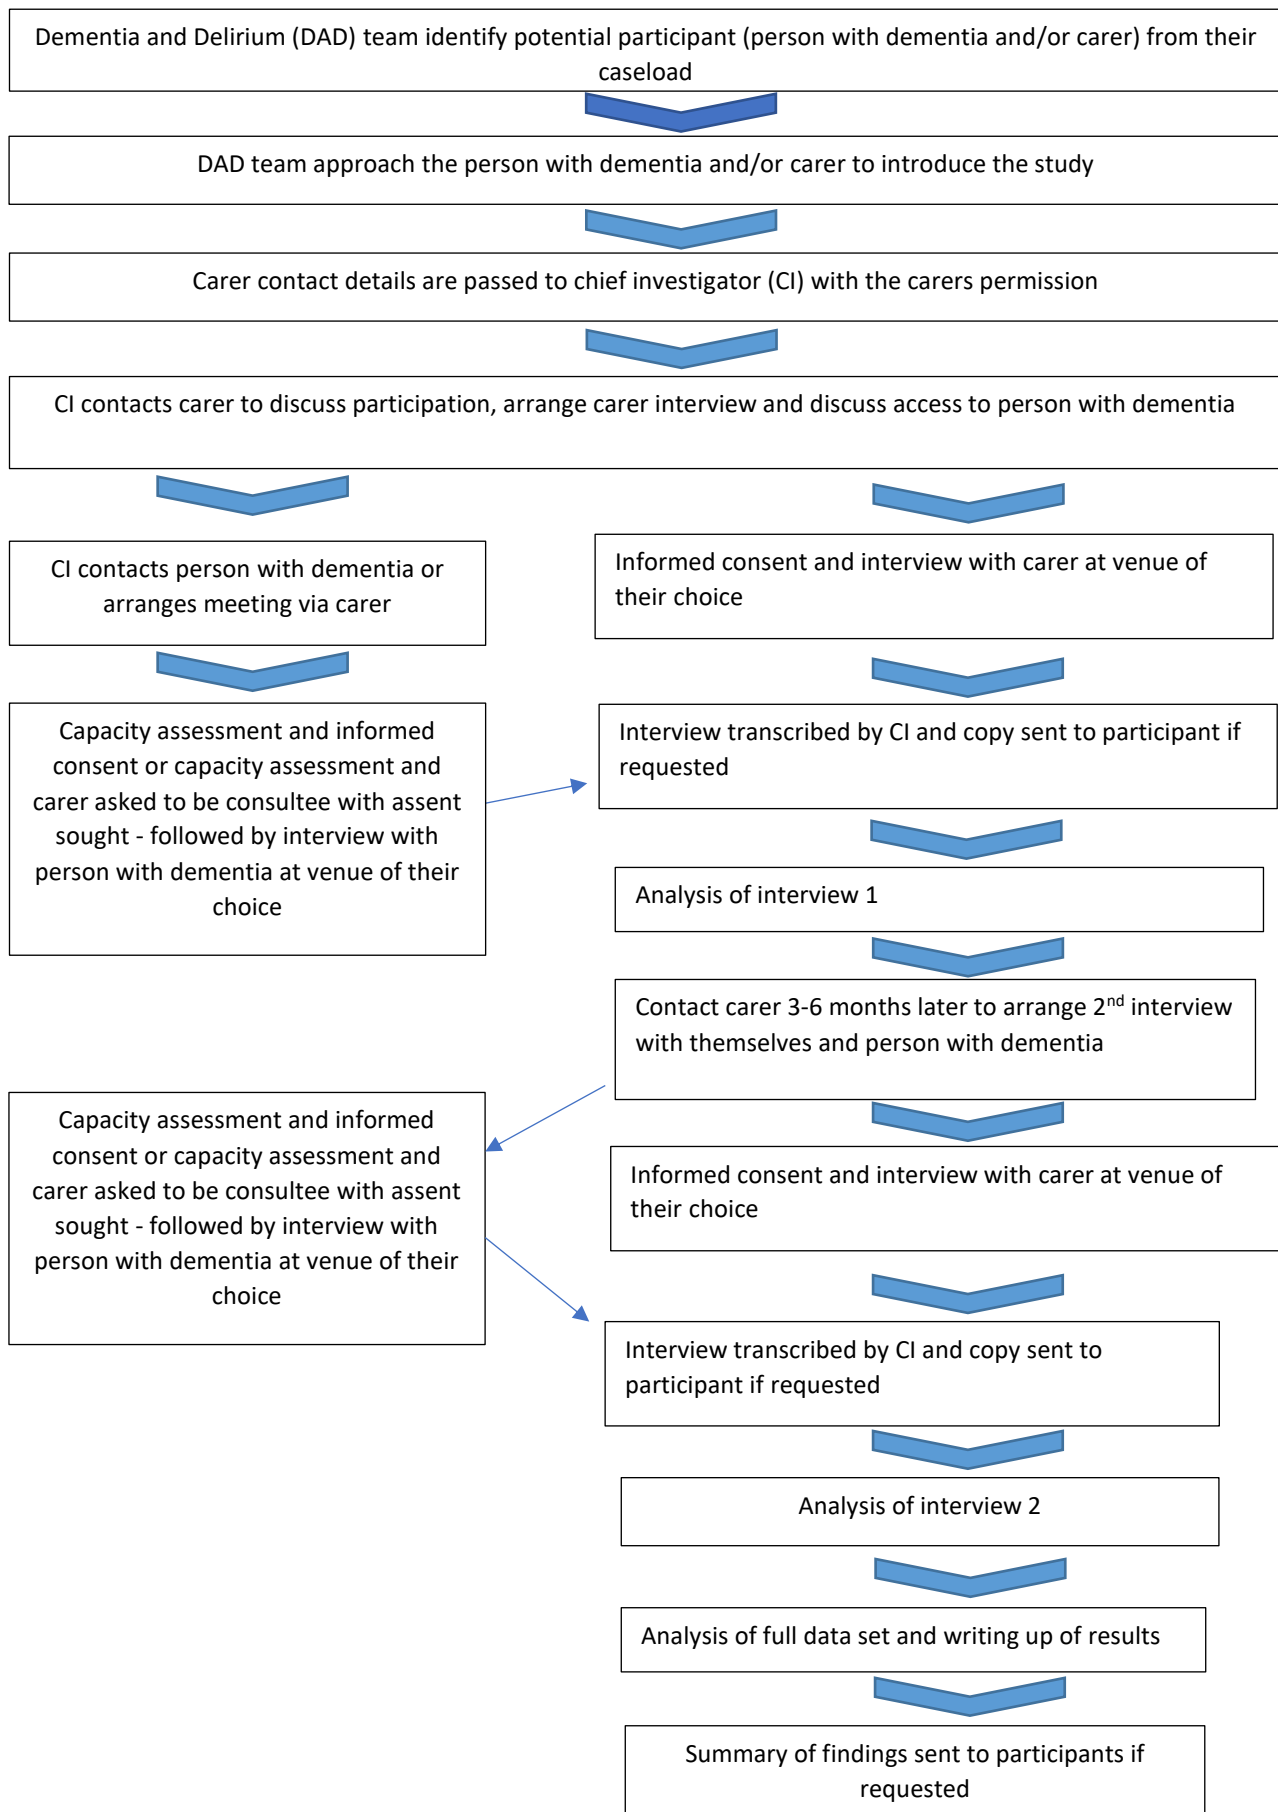 Dementia and Delirium (DAD) team identify potential participant (person with dementia and/or carer) from their
caseload
DAD team approach the person with dementia and/or carer to introduce the study
Carer contact details are passed to chief investigator (CI) with the carers permission
CI contacts carer to discuss participation, arrange carer interview and discuss access to person with dementia
CI contacts person with dementia or
arranges meeting via carer
Informed consent and interview with carer at venue of
their choice
Capacity assessment and informed
consent or capacity assessment and
carer asked to be consultee with assent
sought - followed by interview with
person with dementia at venue of their
choice
Interview transcribed by CI and copy sent to participant if
requested
Analysis of interview 1
Contact carer 3-6 months later to arrange 2nd interview
with themselves and person with dementia
Capacity assessment and informed
consent or capacity assessment and
carer asked to be consultee with assent
sought - followed by interview with
person with dementia at venue of their
choice
Informed consent and interview with carer at venue of
their choice
Interview transcribed by CI and copy sent to
participant if requested
Analysis of interview 2
Analysis of full data set and writing up of results
Summary of findings sent to participants if
requested